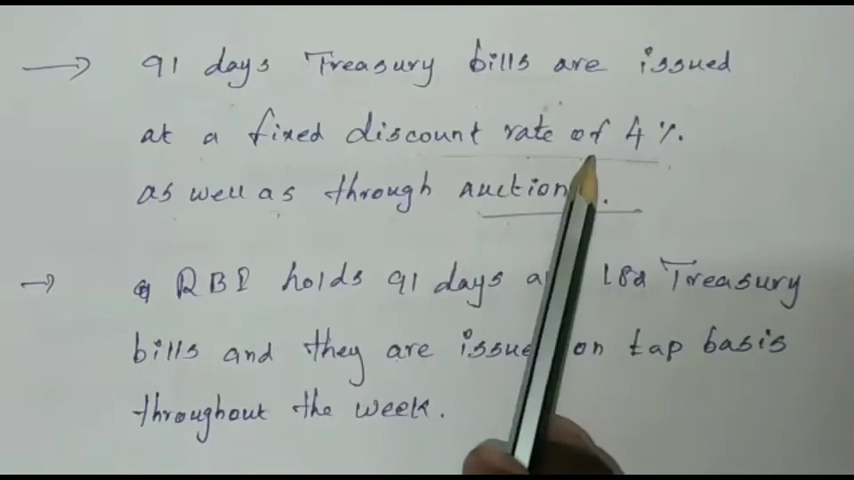 → 91 days Treasury bills are issued
at a fixed discount rate of 4%.
as well as through Auction.
→ RBI holds 91 days 182 Treasury
bills and they are issue on tap basis
throughout the week.